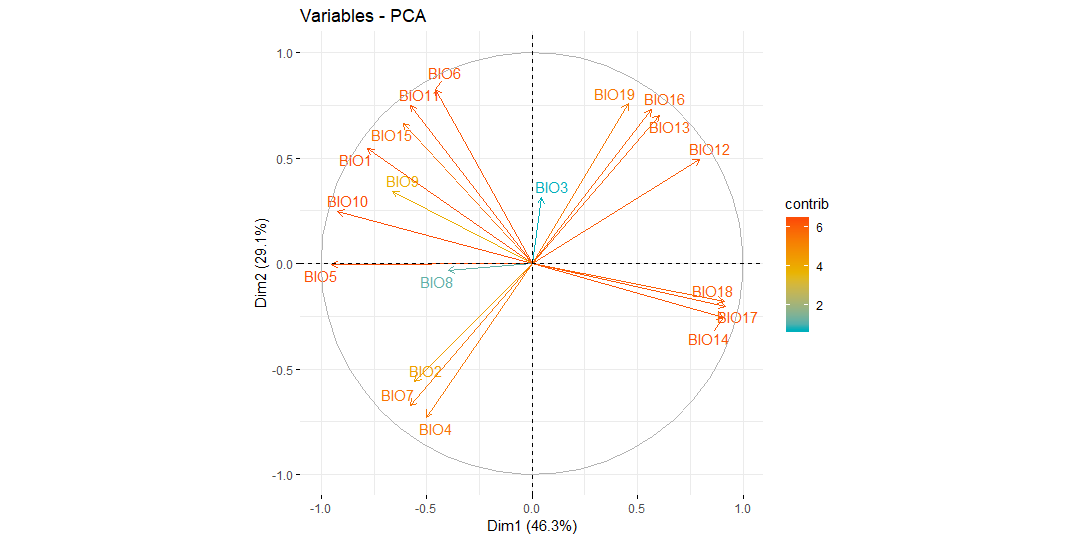 Variables - PCA
1.0
0.5
0.0
-0.5
-1.0
Dim2 (29.1%)
BIO6
BIO11
BIO15
BIO1
BIO9
BIO10
BIO5
BIO8
BIO3
BIO19
BIO16
BIO13
BIO12
BIO18
BIO17
BIO14
BIO2
BIO7
BIO4
-1.0
-0.5
0.0
0.5
1.0
Dim1 (46.3%)
contrib
6
4
2